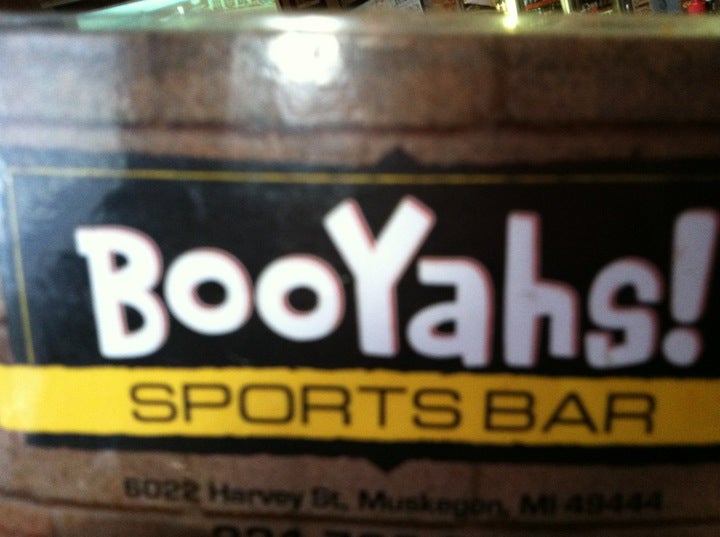 BooYahs!
SPORTS BAR
6022 Harvey St. Muskegon, MI 49444